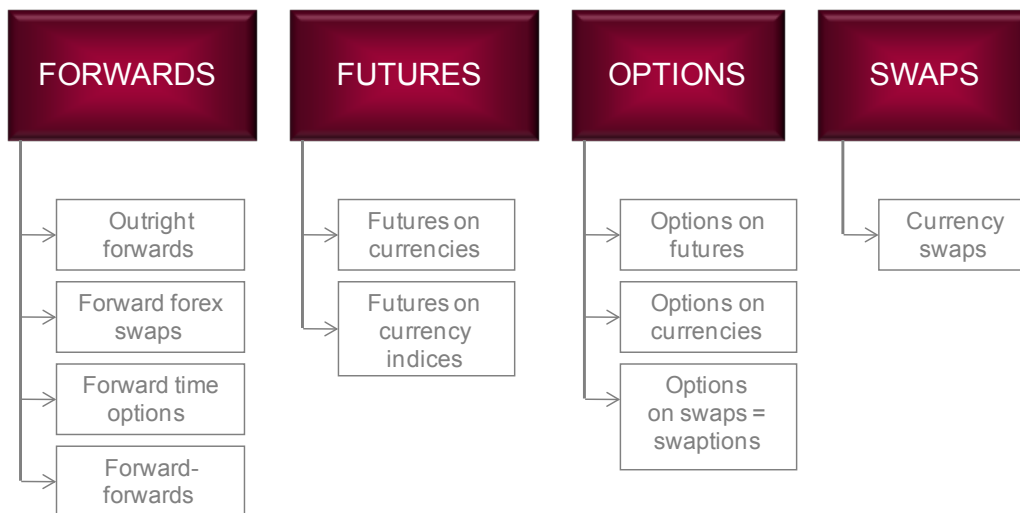 FORWARDS
FUTURES
OPTIONS
SWAPS
Outright
forwards
Forward forex
swaps
Forward time
options
Forward-
forwards
Futures on
currencies
Futures on
currency
indices
Options on
futures
Options on
currencies
Options
on swaps =
swaptions
Currency
swaps